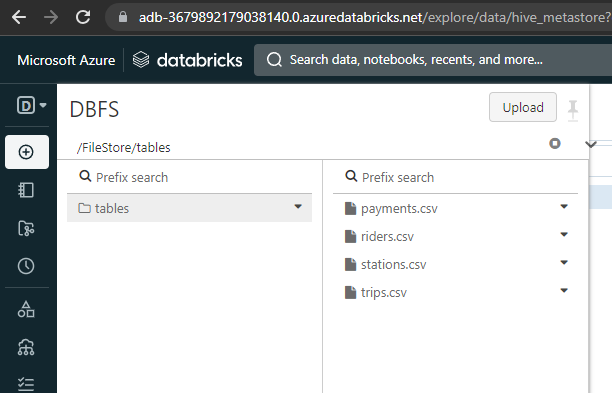 adb-3679892179038140.0.azuredatabricks.net/explore/data/hive_metastore?
Microsoft Azure databricks Search data, notebooks, recents, and more...
D
DBFS Upload
/FileStore/tables
Prefix search Prefix search
tables payments.csv
riders.csv
stations.csv
trips.csv